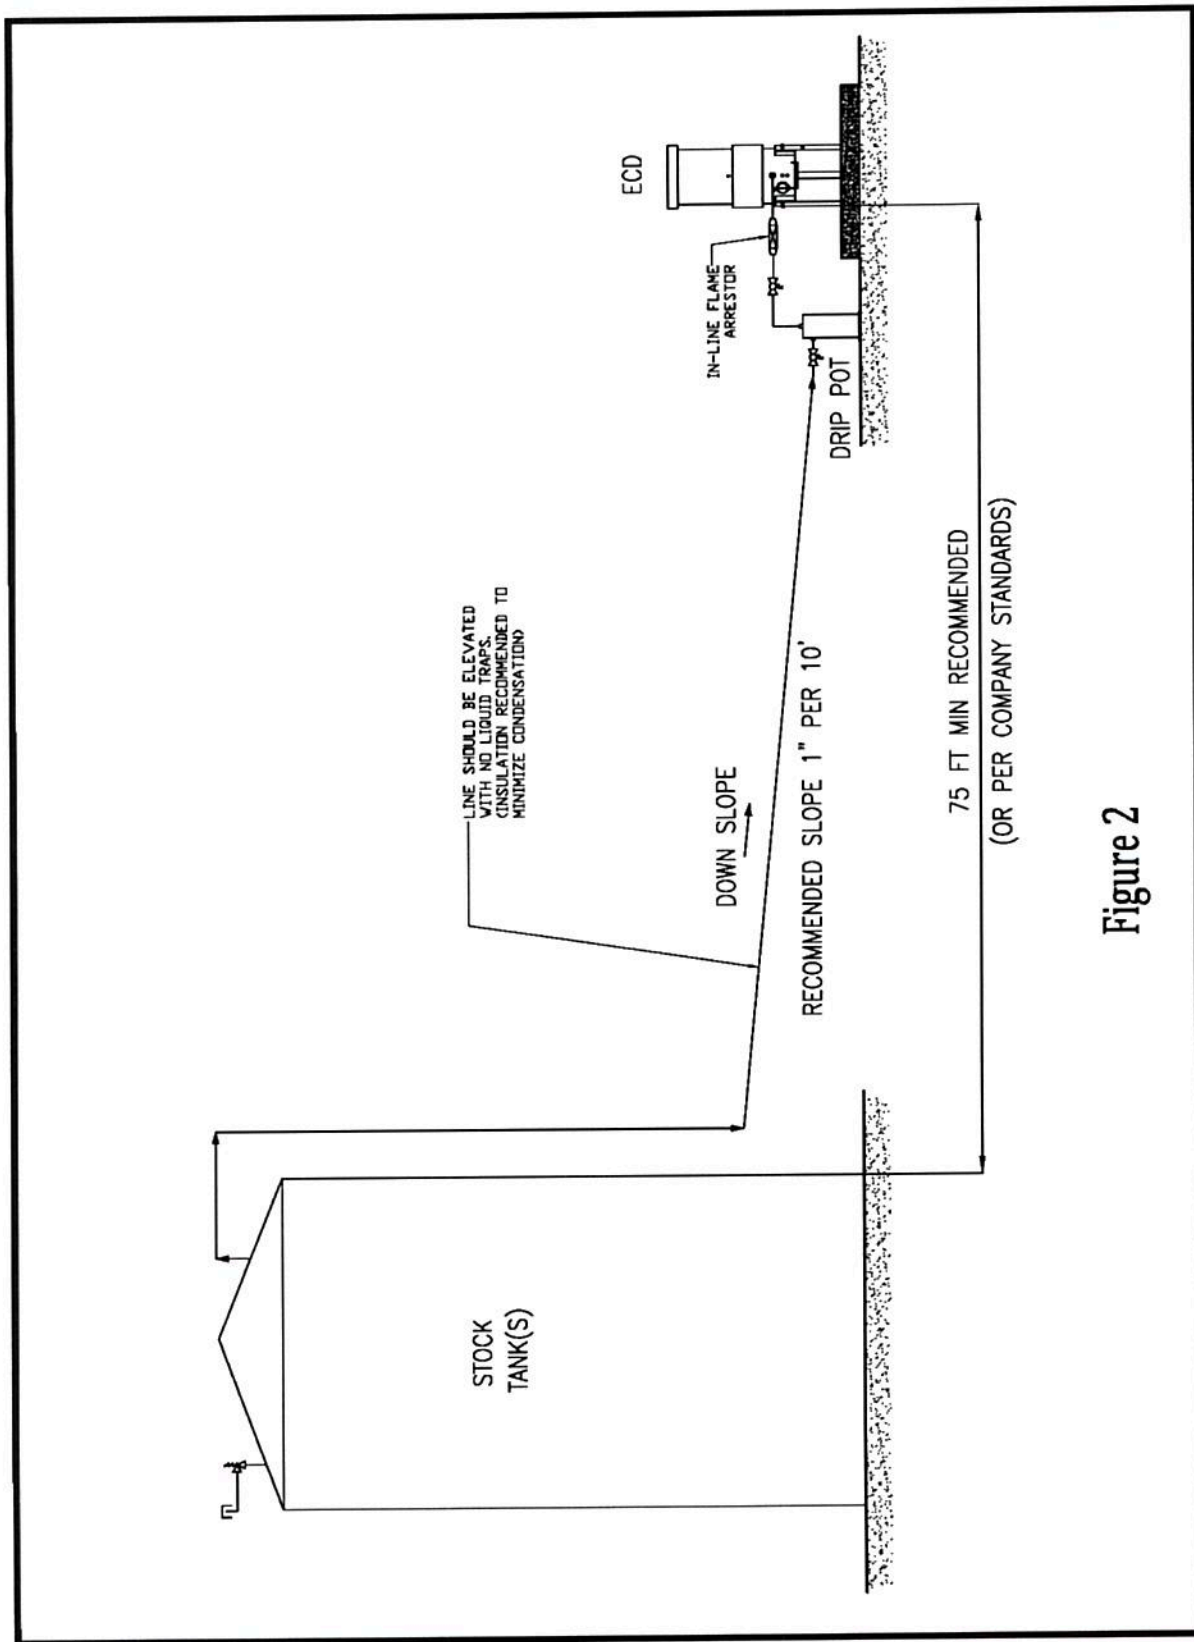 ECD
IN-LINE FLAME
ARRESTOR
DRIP POT
LINE SHOULD BE ELEVATED
WITH NO LIQUID TRAPS.
(INSULATION RECOMMENDED TO
MINIMIZE CONDENSATION)
DOWN SLOPE
RECOMMENDED SLOPE 1" PER 10'
STOCK
TANK(S)
75 FT MIN RECOMMENDED
(OR PER COMPANY STANDARDS)
Figure 2